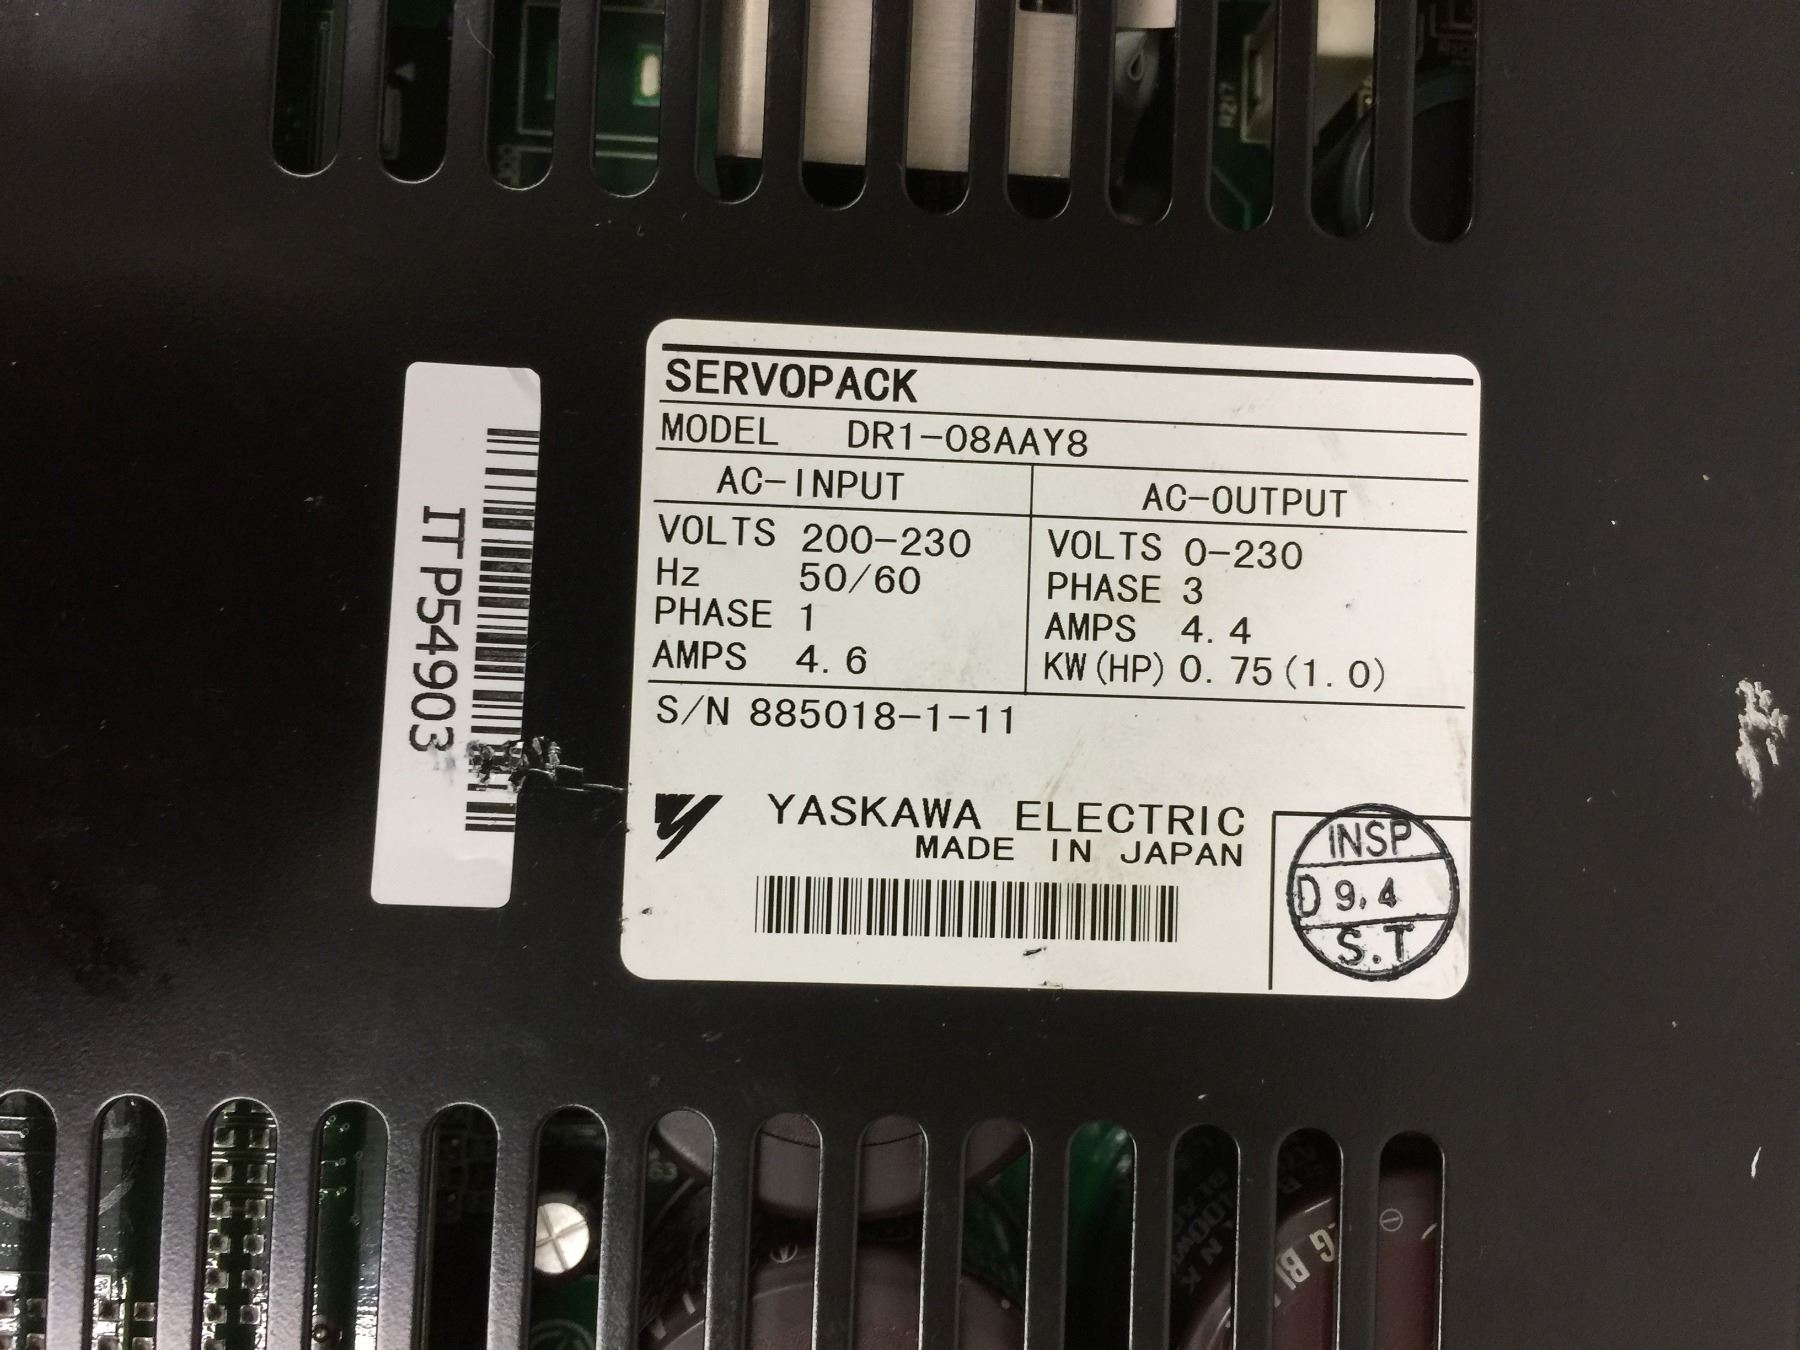 R217
SERVOPACK
MODEL DR1-08AAY8
AC-INPUT AC-OUTPUT
VOLTS 200-230 VOLTS 0-230
Hz 50/60 PHASE 3
PHASE 1 AMPS 4.4
AMPS 4.6 KW(HP) 0.75(1.0)
S/N 885018-1-11
YASKAWA ELECTRIC
MADE IN JAPAN
INSP
D 9.4
S.T
ITP54903